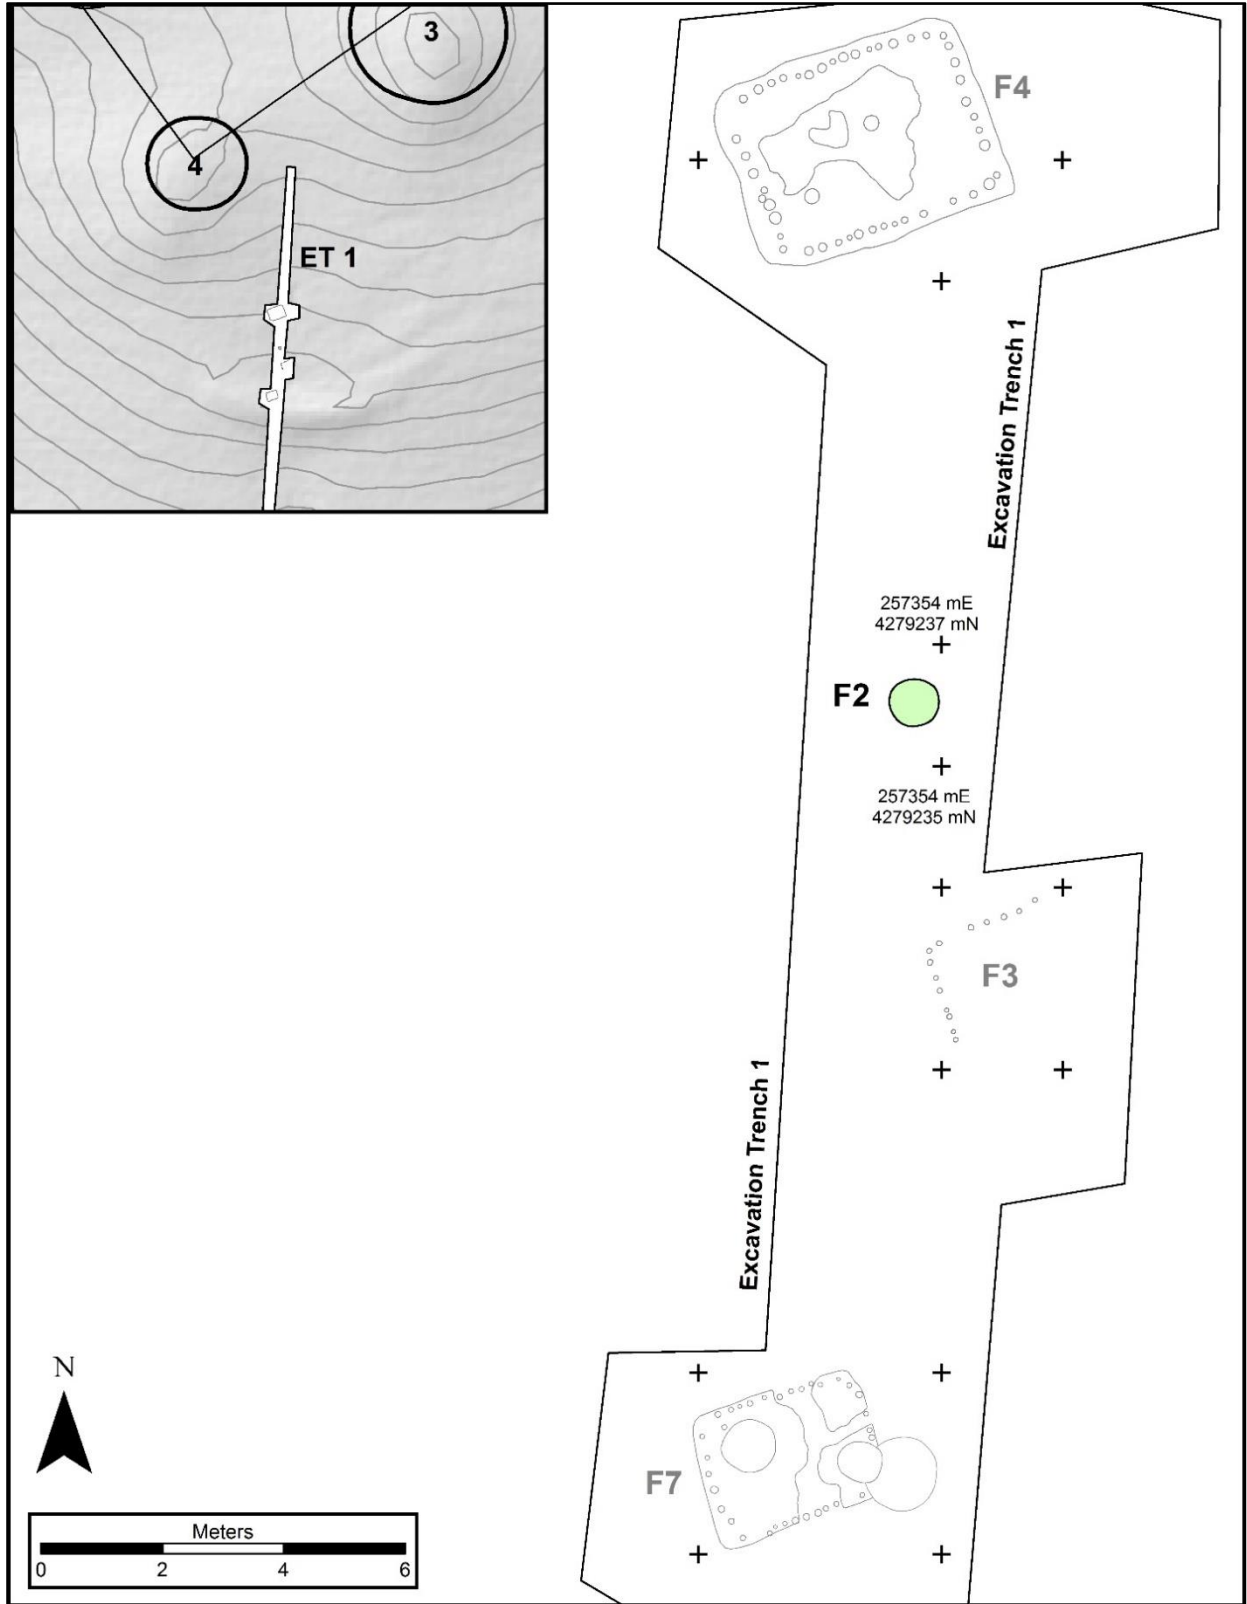 3
4
ET 1
F4
Excavation Trench 1
257354 mE
4279237 mN
F2
257354 mE
4279235 mN
F3
Excavation Trench 1
F7
N
Meters
0 2 4 6